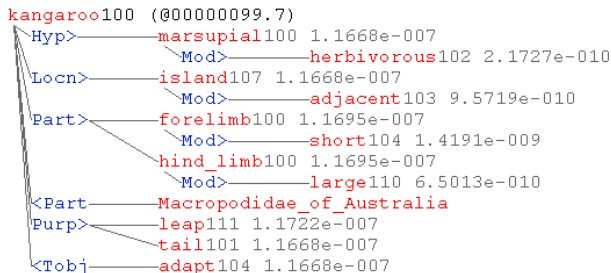 kangaroo100 (@00000099.7)
Hyp> marsupial100 1.1668e-007
Mod> herbivorous102 2.1727e-010
Locn> island107 1.1668e-007
Mod> adjacent103 9.5719e-010
Part> forelimb100 1.1695e-007
Mod> short104 1.4191e-009
hind_limb100 1.1695e-007
Mod> large110 6.5013e-010
<Part Macropodidae_of_Australia
Purp> leap111 1.1722e-007
tail101 1.1668e-007
<Tobj adapt104 1.1668e-007